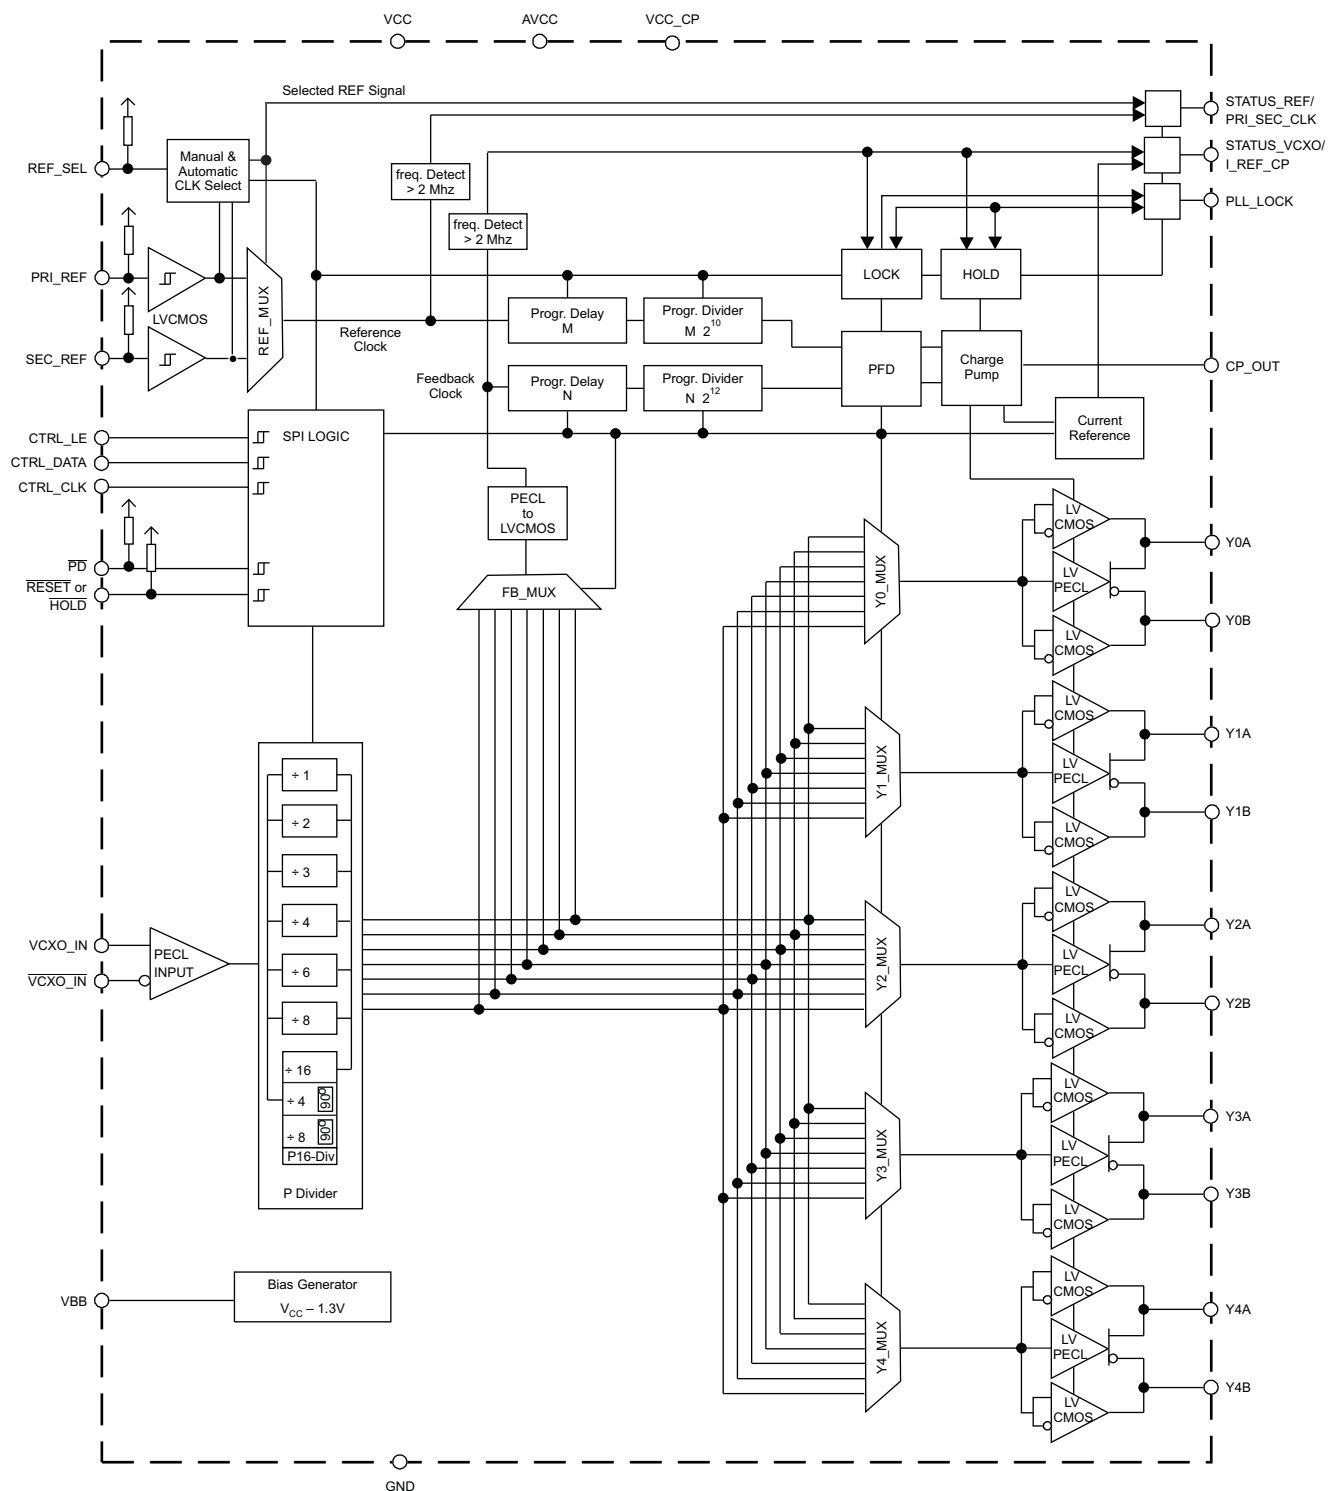 VCC
AVCC
VCC_CP
Selected REF Signal
STATUS_REF/
PRI_SEC_CLK
REF_SEL
Manual &
Automatic
CLK Select
freq. Detect
> 2 Mhz
STATUS_VCXO/
I_REF_CP
PLL_LOCK
freq. Detect
> 2 Mhz
PRI_REF
LVCMOS
SEC_REF
REF_MUX
Reference
Clock
Progr. Delay
M
Progr. Divider
M 2^10
LOCK
HOLD
PFD
Charge
Pump
CP_OUT
Feedback
Clock
Progr. Delay
N
Progr. Divider
N 2^12
Current
Reference
CTRL_LE
CTRL_DATA
CTRL_CLK
PD
RESET or
HOLD
SPI LOGIC
PECL
to
LVCMOS
FB_MUX
Y0_MUX
LV
CMOS
LV
PECL
LV
CMOS
Y0A
Y0B
Y1_MUX
LV
CMOS
LV
PECL
LV
CMOS
Y1A
Y1B
÷ 1
÷ 2
÷ 3
÷ 4
÷ 6
÷ 8
÷ 16
÷ 4
90°
÷ 8
90°
P16-Div
P Divider
VCXO_IN
VCXO_IN
PECL
INPUT
Y2_MUX
LV
CMOS
LV
PECL
LV
CMOS
Y2A
Y2B
Y3_MUX
LV
CMOS
LV
PECL
LV
CMOS
Y3A
Y3B
VBB
Bias Generator
VCC – 1.3V
Y4_MUX
LV
CMOS
LV
PECL
LV
CMOS
Y4A
Y4B
GND